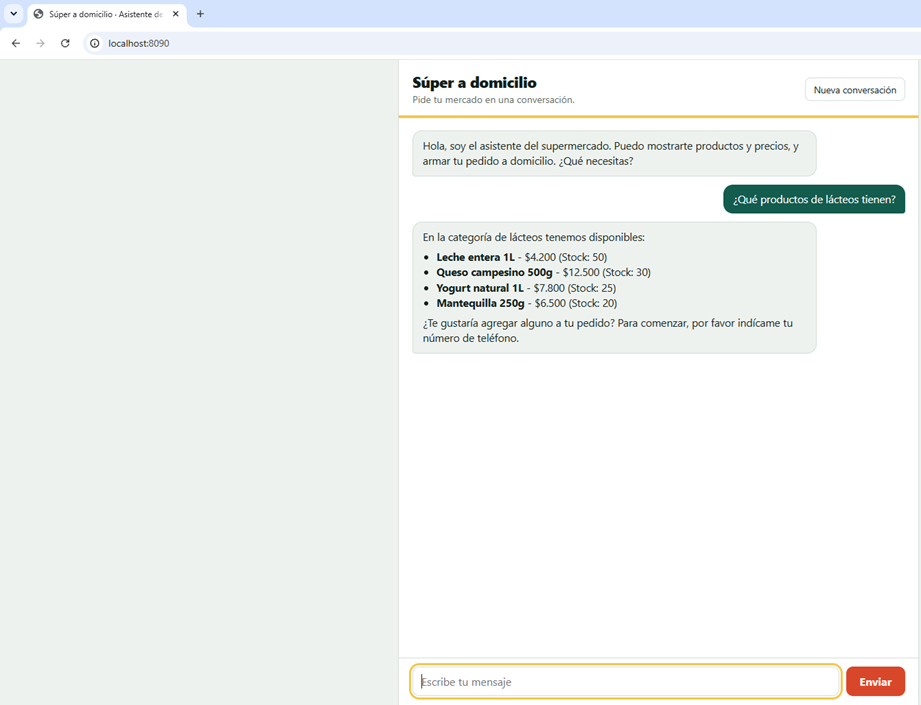 Súper a domicilio · Asistente de
localhost:8090
Súper a domicilio
Pide tu mercado en una conversación.
Nueva conversación
Hola, soy el asistente del supermercado. Puedo mostrarte productos y precios, y
armar tu pedido a domicilio. ¿Qué necesitas?
¿Qué productos de lácteos tienen?
En la categoría de lácteos tenemos disponibles:
• Leche entera 1L - $4.200 (Stock: 50)
• Queso campesino 500g - $12.500 (Stock: 30)
• Yogurt natural 1L - $7.800 (Stock: 25)
• Mantequilla 250g - $6.500 (Stock: 20)
¿Te gustaría agregar alguno a tu pedido? Para comenzar, por favor indícame tu
número de teléfono.
Escribe tu mensaje
Enviar